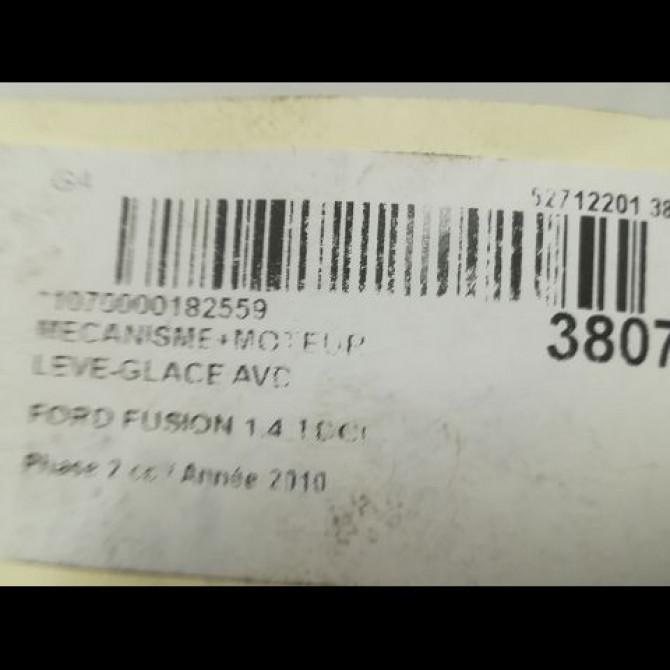 G4
52712201 38
3807
*1070000182559
MECANISME+MOTEUR
LEVE-GLACE AVD
FORD FUSION 1.4 TDCI
Phase 2 cc / Année 2010